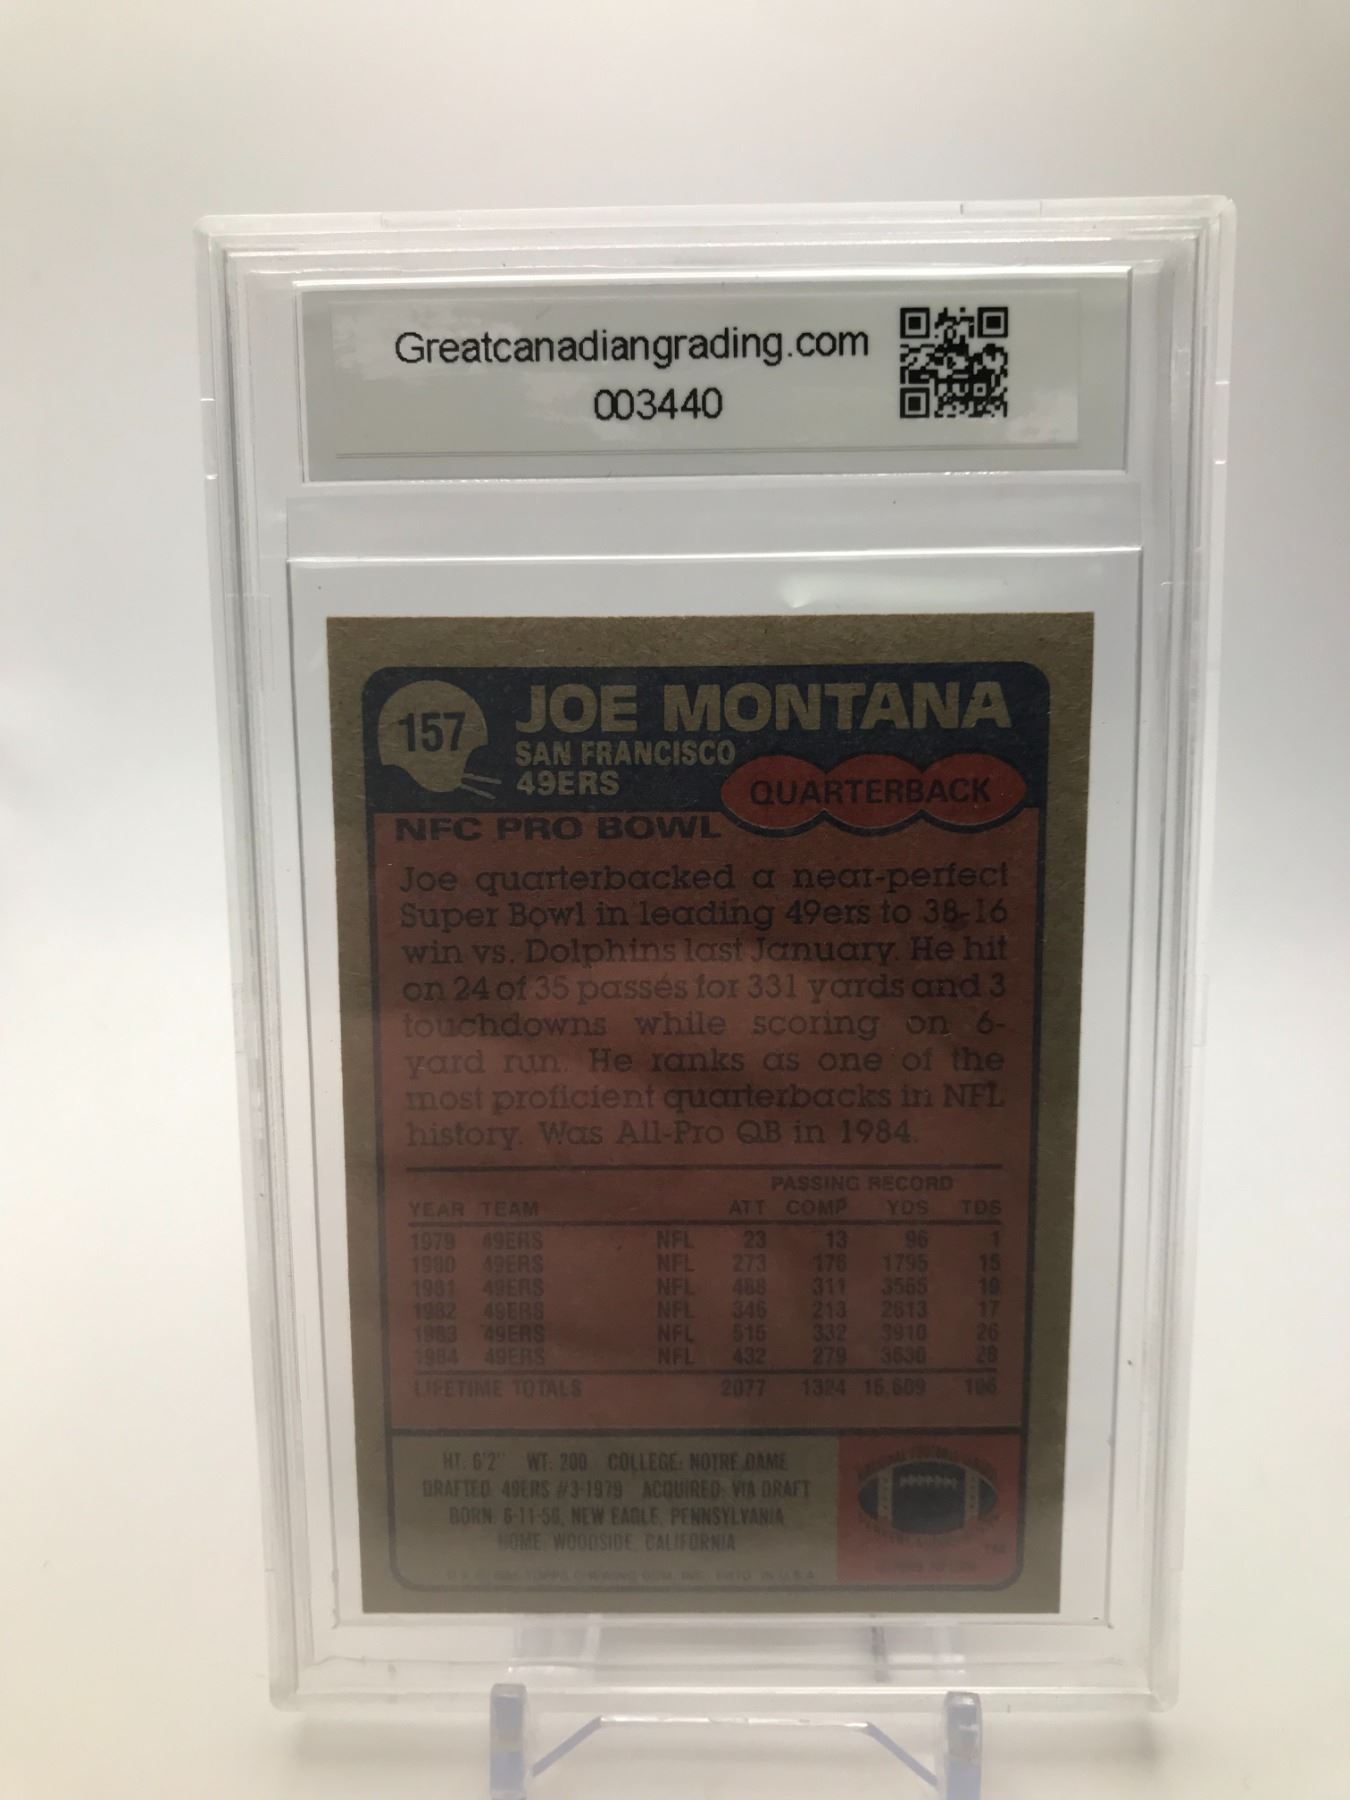 Greatcanadiangrading.com
003440
157
JOE MONTANA
SAN FRANCISCO
49ERS
QUARTERBACK
NFC PRO BOWL
Joe quarterbacked a near-perfect
Super Bowl in leading 49ers to 38-16
win vs. Dolphins last January. He hit
on 24 of 35 passes for 331 yards and 3
touchdowns while scoring on 6-
yard run. He ranks as one of the
most proficient quarterbacks in NFL
history. Was All-Pro QB in 1984.
PASSING RECORD
YEAR TEAM ATT COMP YDS TDS
1979 49ERS NFL 23 13 96 1
1980 49ERS NFL 273 176 1795 15
1981 49ERS NFL 488 311 3565 19
1982 49ERS NFL 346 213 2613 17
1983 49ERS NFL 515 332 3910 26
1984 49ERS NFL 432 279 3630 28
LIFETIME TOTALS 2077 1324 15,609 106
HT: 6'2" WT: 200 COLLEGE: NOTRE DAME
DRAFTED: 49ERS #3-1979 ACQUIRED: VIA DRAFT
BORN: 6-11-56, NEW EAGLE, PENNSYLVANIA
HOME: WOODSIDE, CALIFORNIA
TOPPS CHEWING GUM, INC. PRTD. IN U.S.A.